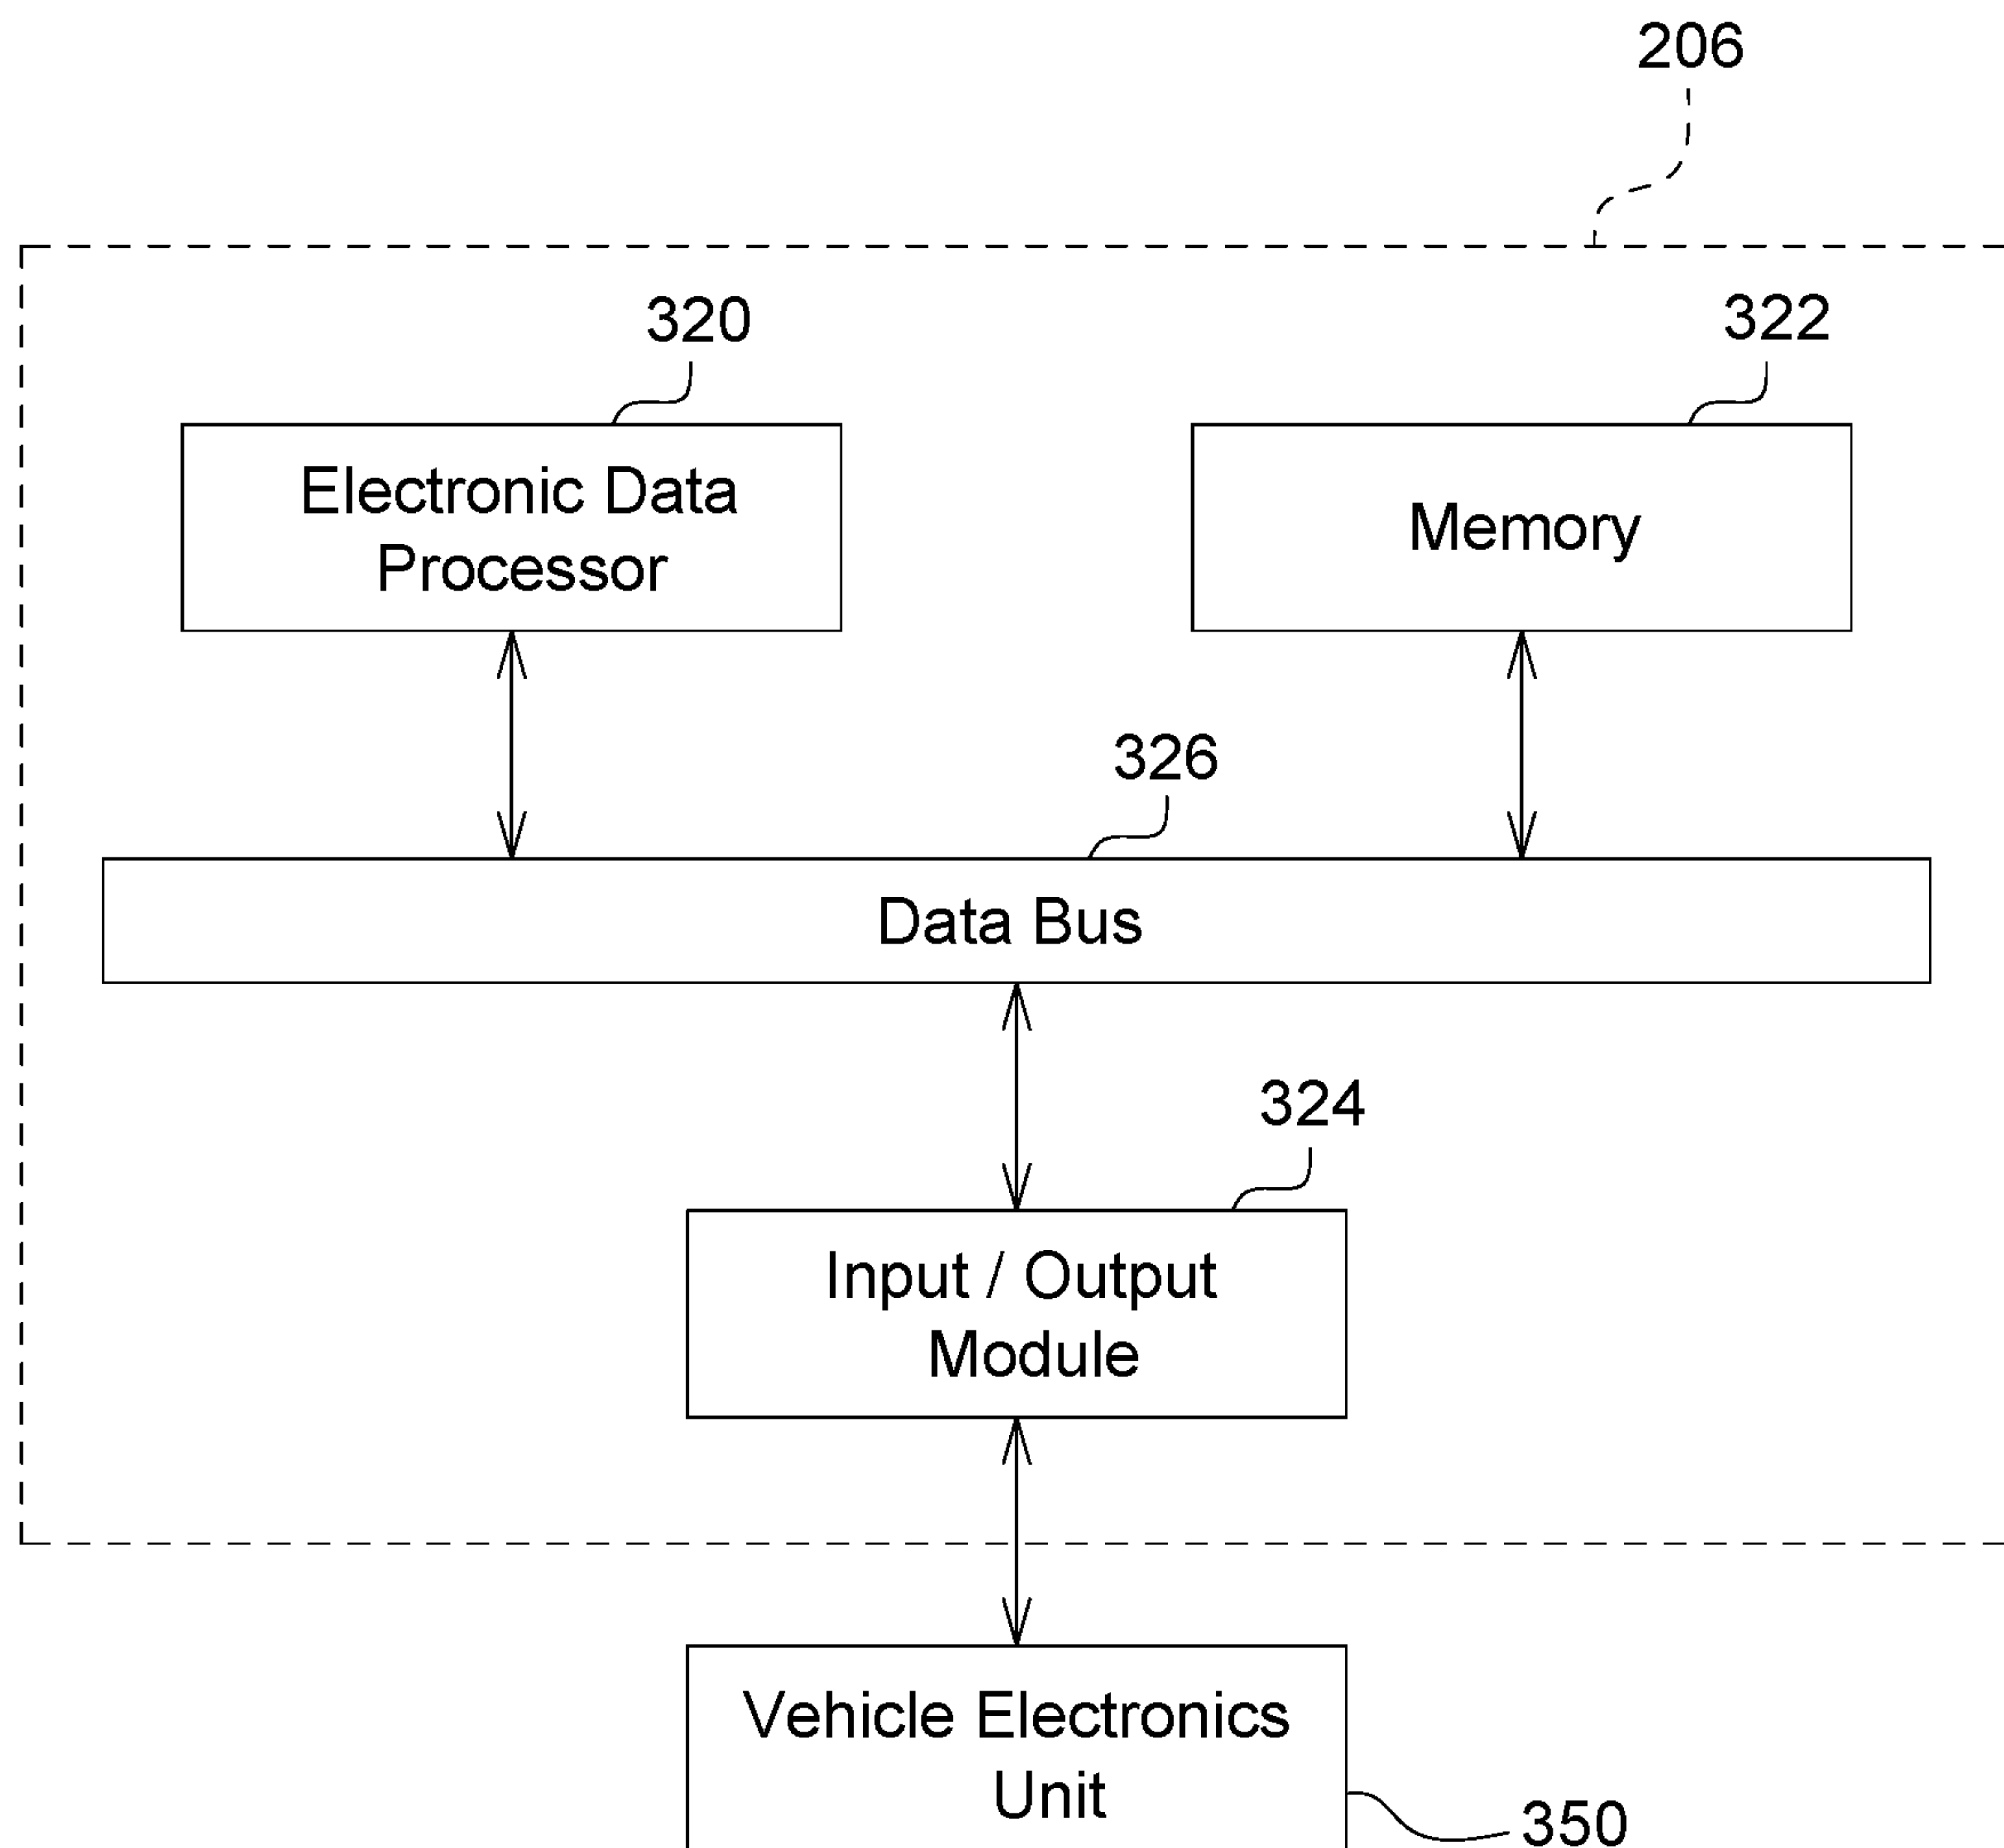 206
320
322
Electronic Data
Processor
Memory
326
Data Bus
324
Input / Output
Module
Vehicle Electronics
Unit
350